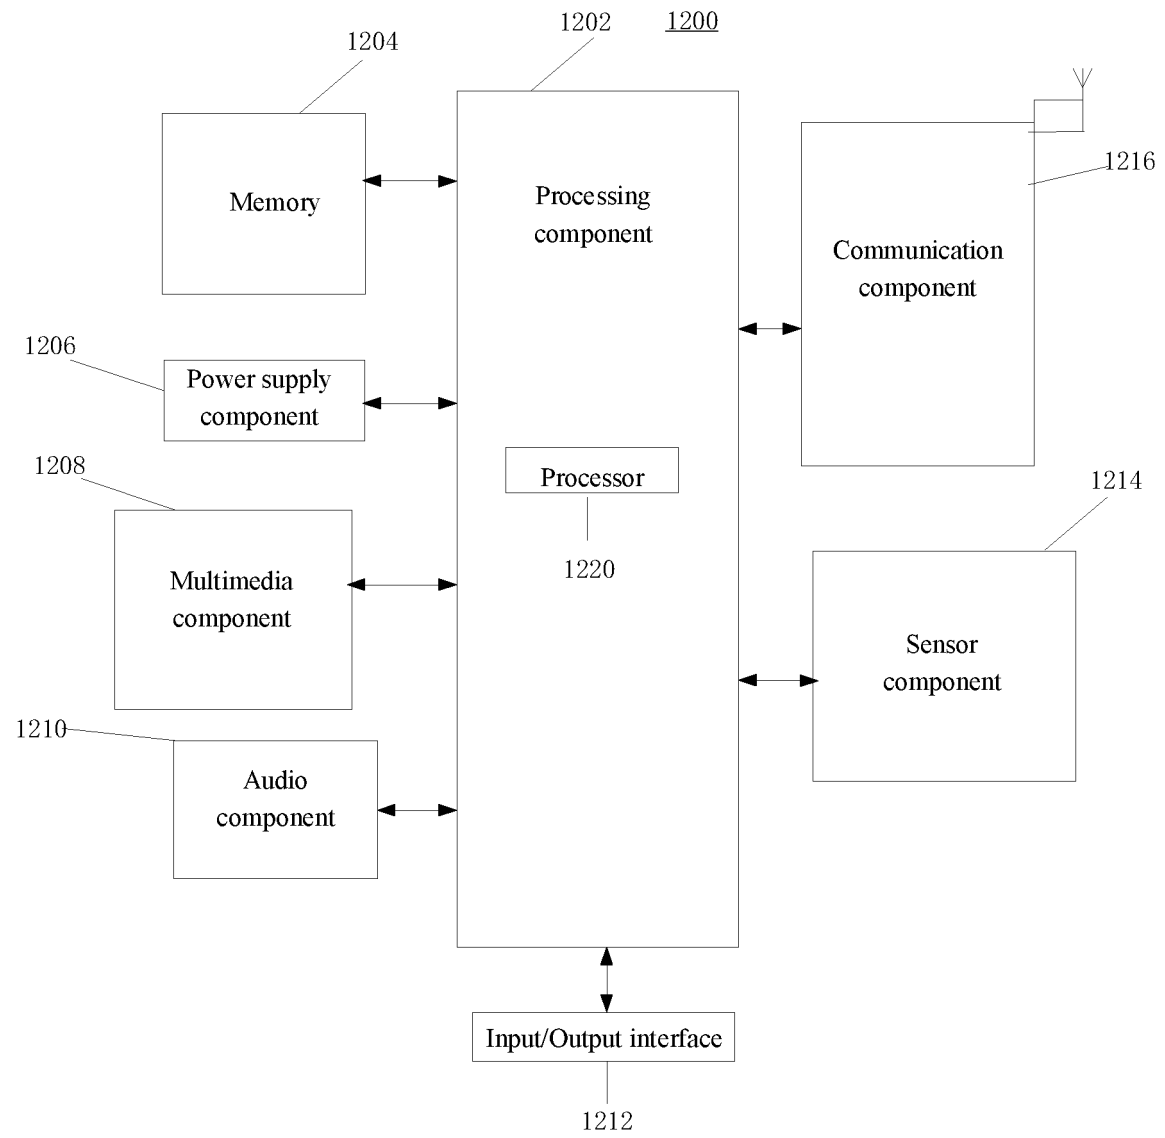 1202
1200
1204
1216
Memory
Processing
component
Communication
component
1206
Power supply
component
1208
Processor
1214
1220
Multimedia
component
Sensor
component
1210
Audio
component
Input/Output interface
1212